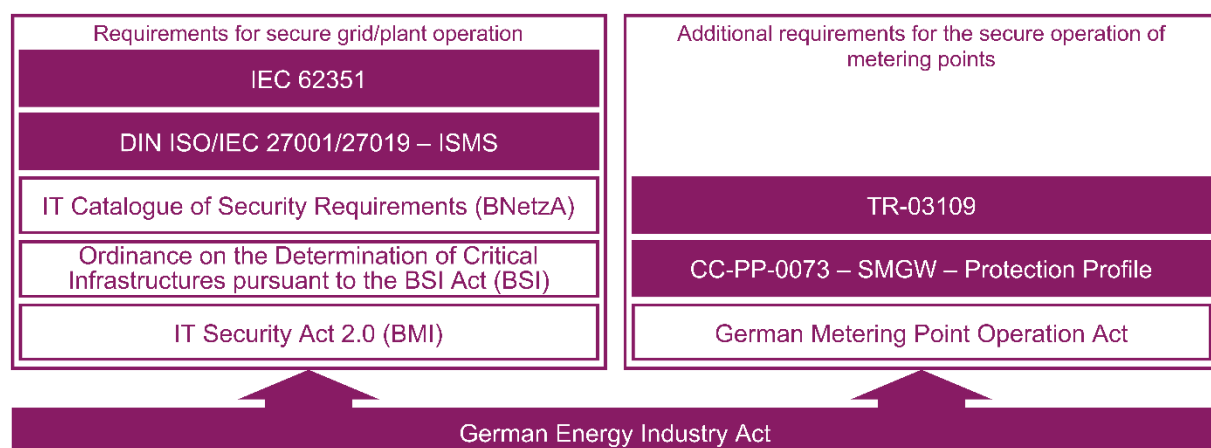 Requirements for secure grid/plant operation
IEC 62351
DIN ISO/IEC 27001/27019 – ISMS
IT Catalogue of Security Requirements (BNetzA)
Ordinance on the Determination of Critical
Infrastructures pursuant to the BSI Act (BSI)
IT Security Act 2.0 (BMI)
Additional requirements for the secure operation of
metering points
TR-03109
CC-PP-0073 – SMGW – Protection Profile
German Metering Point Operation Act
German Energy Industry Act